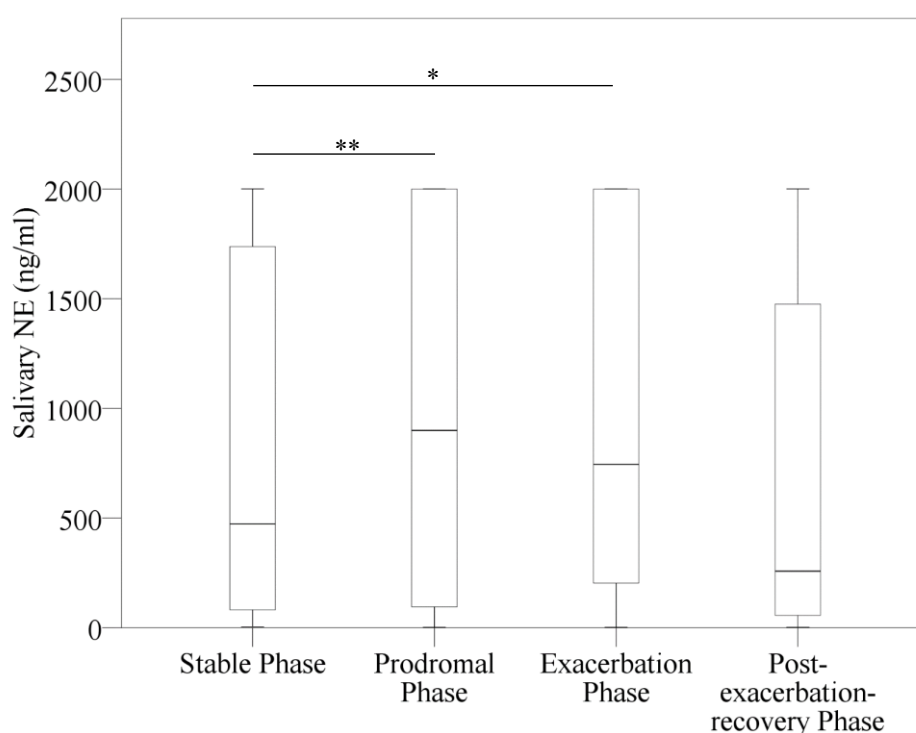 2500
*
**
2000
1500
1000
500
0
Salivary NE (ng/ml)
Stable Phase
Prodromal
Phase
Exacerbation
Phase
Post-
exacerbation-
recovery Phase